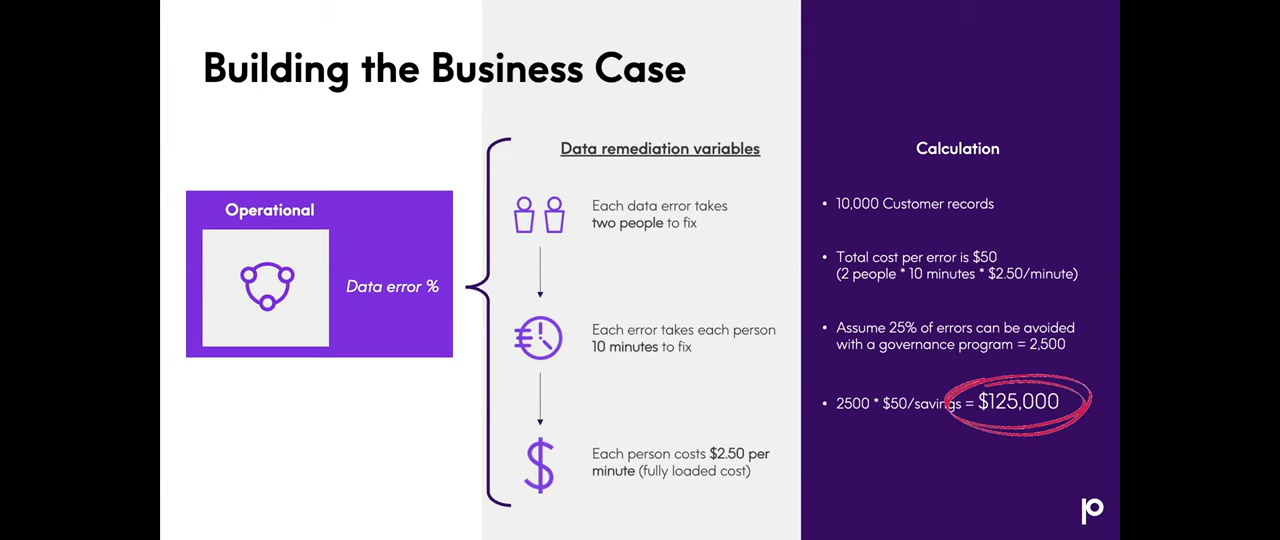 Building the Business Case
Operational
Data error %
Data remediation variables
Each data error takes
two people to fix
Each error takes each person
10 minutes to fix
Each person costs $2.50 per
minute (fully loaded cost)
Calculation
• 10,000 Customer records
• Total cost per error is $50
(2 people * 10 minutes * $2.50/minute)
• Assume 25% of errors can be avoided
with a governance program = 2,500
• 2500 * $50/savings = $125,000